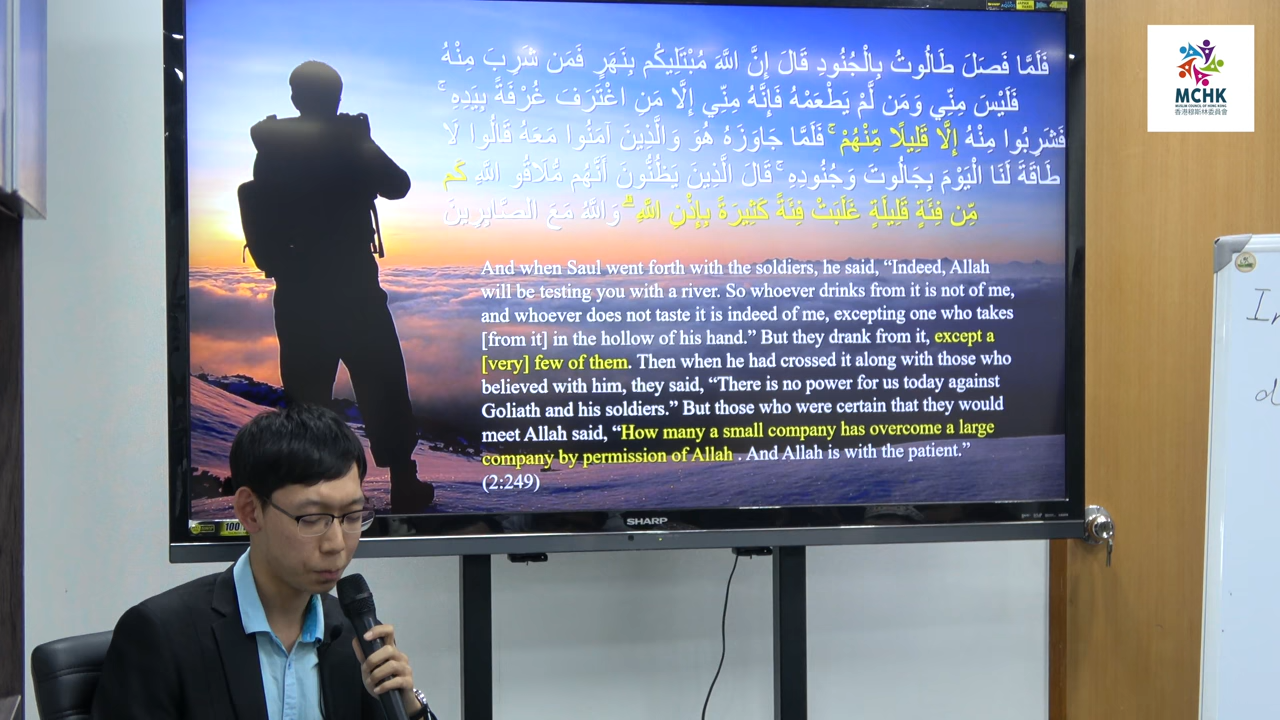 فَلَمَّا فَصَلَ طَالُوتُ بِالْجُنُودِ قَالَ إِنَّ اللَّهَ مُبْتَلِيكُم بِنَهَرٍ فَمَن شَرِبَ مِنْهُ
فَلَيْسَ مِنِّي وَمَن لَّمْ يَطْعَمْهُ فَإِنَّهُ مِنِّي إِلَّا مَنِ اغْتَرَفَ غُرْفَةً بِيَدِهِ ۚ
فَشَرِبُوا مِنْهُ إِلَّا قَلِيلًا مِّنْهُمْ ۚ فَلَمَّا جَاوَزَهُ هُوَ وَالَّذِينَ آمَنُوا مَعَهُ قَالُوا لَا
طَاقَةَ لَنَا الْيَوْمَ بِجَالُوتَ وَجُنُودِهِ ۚ قَالَ الَّذِينَ يَظُنُّونَ أَنَّهُم مُّلَاقُو اللَّهِ كَم
مِّن فِئَةٍ قَلِيلَةٍ غَلَبَتْ فِئَةً كَثِيرَةً بِإِذْنِ اللَّهِ ۗ وَاللَّهُ مَعَ الصَّابِرِينَ
And when Saul went forth with the soldiers, he said, “Indeed, Allah
will be testing you with a river. So whoever drinks from it is not of me,
and whoever does not taste it is indeed of me, excepting one who takes
[from it] in the hollow of his hand.” But they drank from it, except a
[very] few of them. Then when he had crossed it along with those who
believed with him, they said, “There is no power for us today against
Goliath and his soldiers.” But those who were certain that they would
meet Allah said, “How many a small company has overcome a large
company by permission of Allah . And Allah is with the patient.”
(2:249)
SHARP
100
MCHK
MUSLIM COUNCIL OF HONG KONG
香港穆斯林委員會